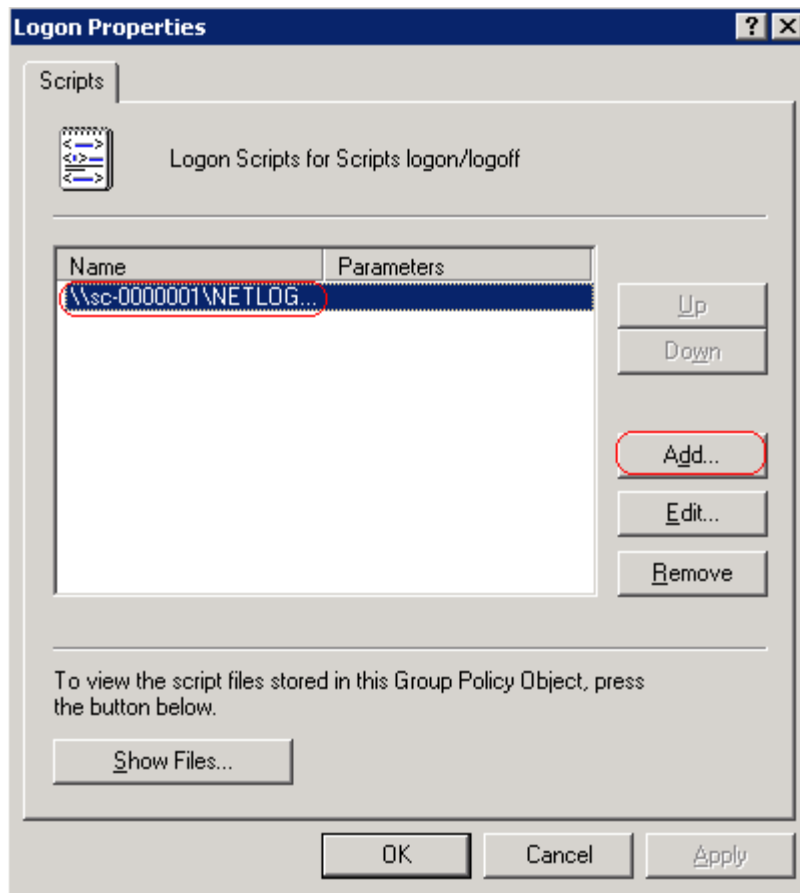 Logon Properties
Scripts
Logon Scripts for Scripts logon/logoff
Name Parameters
\\sc-0000001\NETLOG...
Up
Down
Add...
Edit...
Remove
To view the script files stored in this Group Policy Object, press
the button below.
Show Files...
OK Cancel Apply